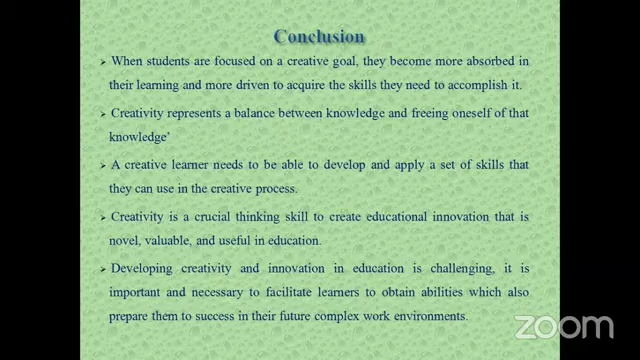 Conclusion
When students are focused on a creative goal, they become more absorbed in
their learning and more driven to acquire the skills they need to accomplish it.
Creativity represents a balance between knowledge and freeing oneself of that
knowledge’
A creative learner needs to be able to develop and apply a set of skills that
they can use in the creative process.
Creativity is a crucial thinking skill to create educational innovation that is
novel, valuable, and useful in education.
Developing creativity and innovation in education is challenging, it is
important and necessary to facilitate learners to obtain abilities which also
prepare them to success in their future complex work environments.
zoom